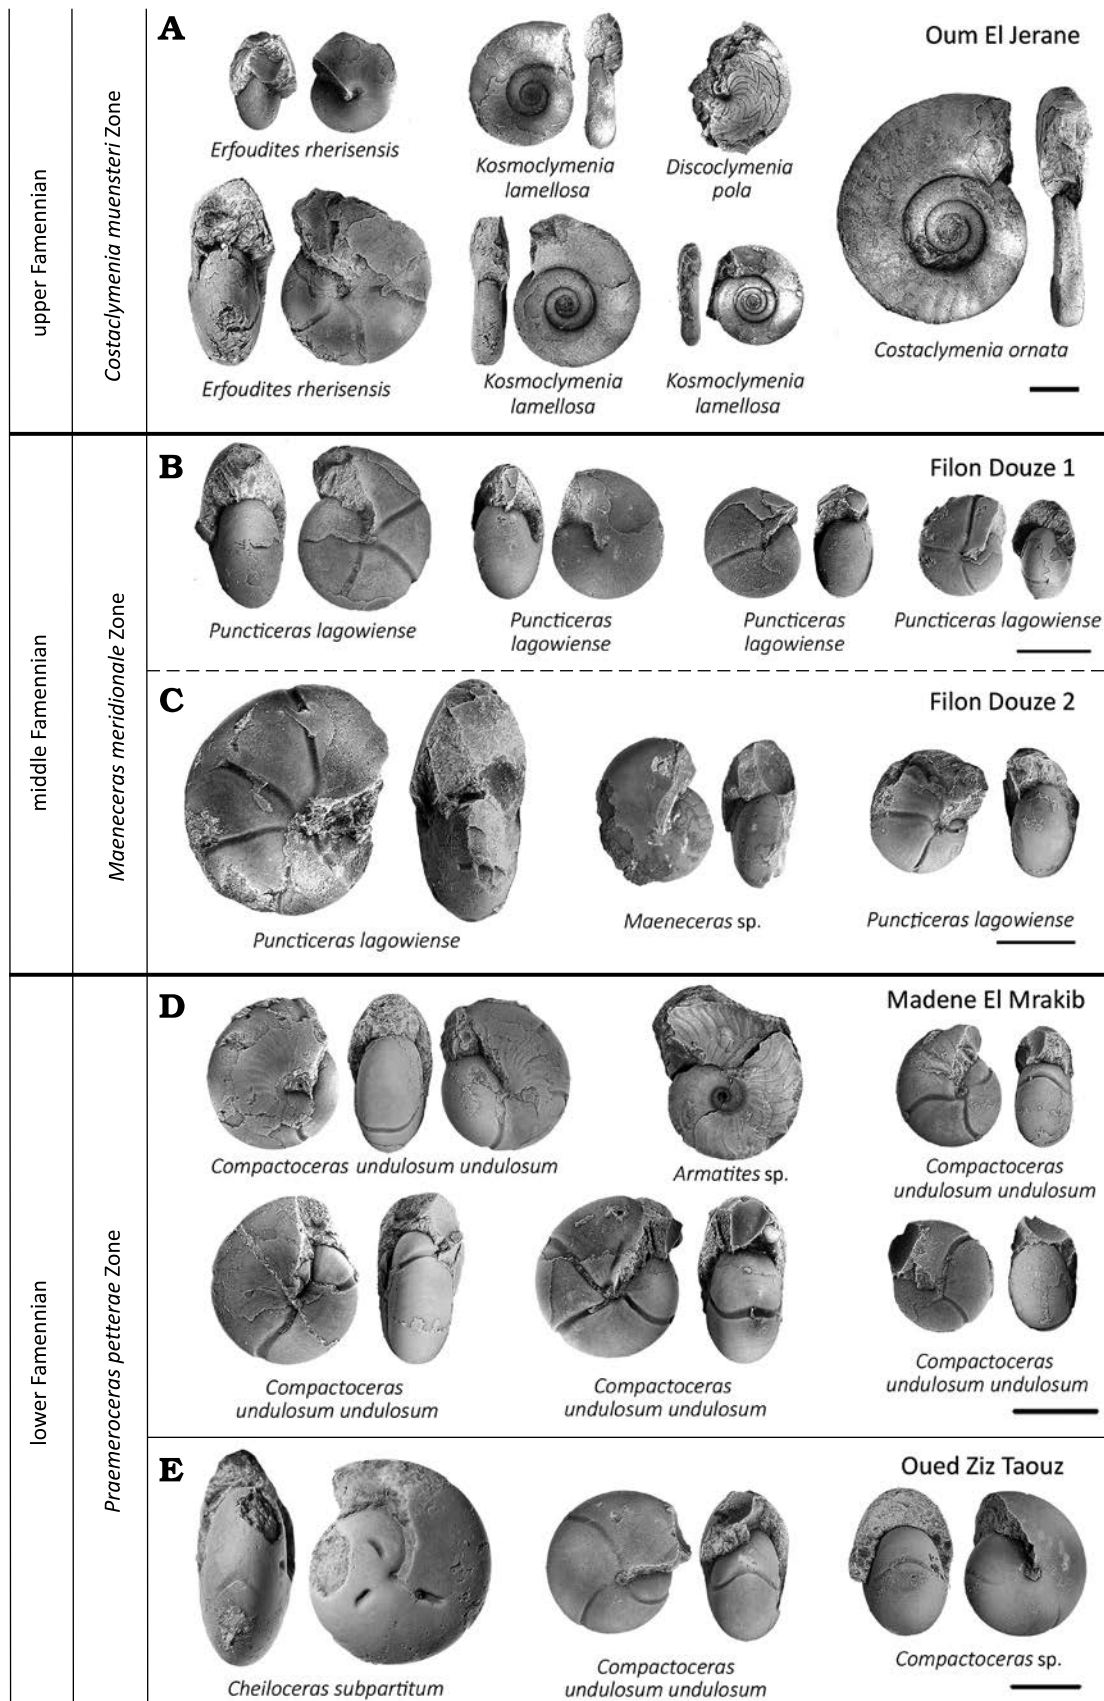 upper Famennian
Costaclymenia muensteri Zone
A
Oum El Jerane
Erfoudites rherisensis
Kosmoclymenia
lamellosa
Discoclymenia
pola
Erfoudites rherisensis
Kosmoclymenia
lamellosa
Kosmoclymenia
lamellosa
Costaclymenia ornata
middle Famennian
Maeneceras meridionale Zone
B
Filon Douze 1
Puncticeras lagowiense
Puncticeras
lagowiense
Puncticeras
lagowiense
Puncticeras lagowiense
C
Filon Douze 2
Puncticeras lagowiense
Maeneceras sp.
Puncticeras lagowiense
lower Famennian
Praemeroceras petterae Zone
D
Madene El Mrakib
Compactoceras undulosum undulosum
Armatites sp.
Compactoceras
undulosum undulosum
Compactoceras
undulosum undulosum
Compactoceras
undulosum undulosum
Compactoceras
undulosum undulosum
E
Oued Ziz Taouz
Cheiloceras subpartitum
Compactoceras
undulosum undulosum
Compactoceras sp.